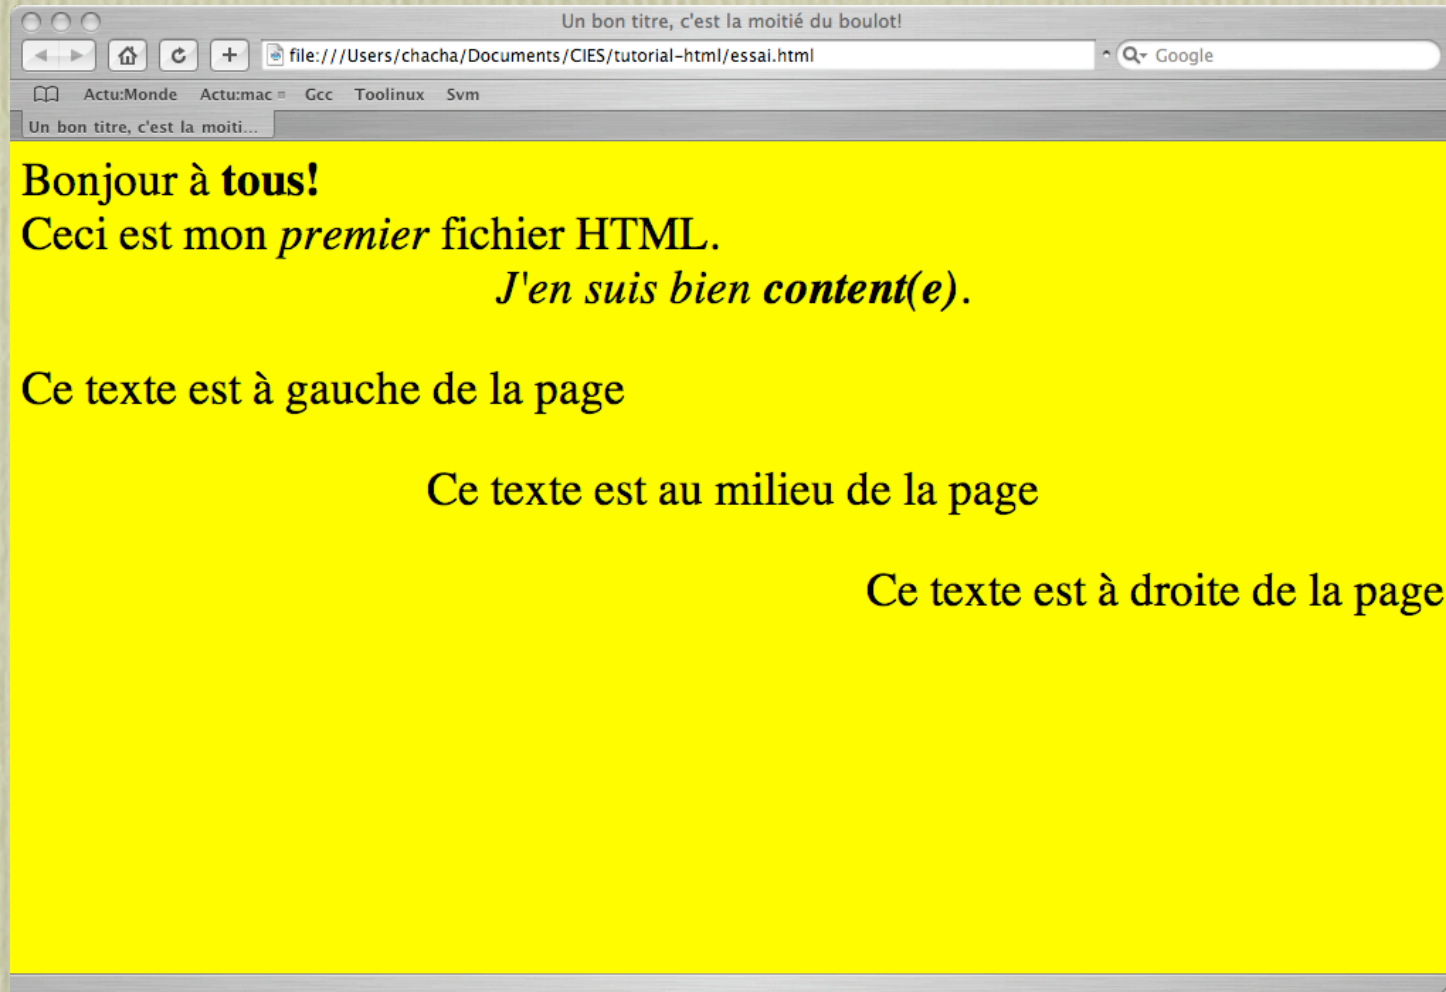 Un bon titre, c'est la moitié du boulot!
file:///Users/chacha/Documents/CIES/tutorial-html/essai.html
Google
Actu:Monde Actu:mac Gcc Toolinux Svm
Un bon titre, c'est la moiti...
Bonjour à tous!
Ceci est mon premier fichier HTML.
J'en suis bien content(e).
Ce texte est à gauche de la page
Ce texte est au milieu de la page
Ce texte est à droite de la page